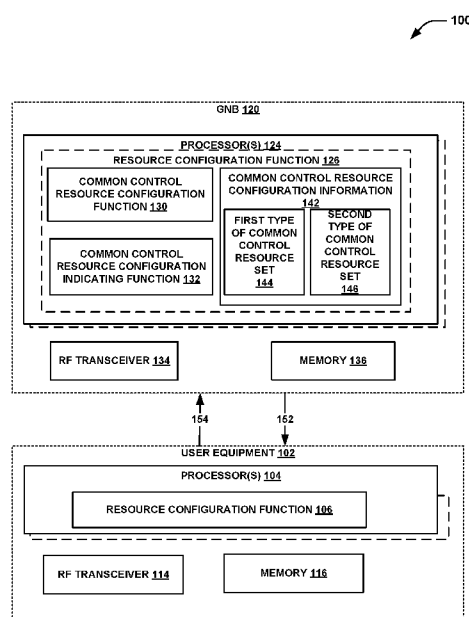 100
GNB 120
PROCESSOR(S) 124
RESOURCE CONFIGURATION FUNCTION 126
COMMON CONTROL
RESOURCE CONFIGURATION
FUNCTION 130
COMMON CONTROL
RESOURCE CONFIGURATION
INDICATING FUNCTION 132
COMMON CONTROL RESOURCE
CONFIGURATION INFORMATION
142
FIRST TYPE OF
COMMON
CONTROL
RESOURCE
SET
144
SECOND
TYPE OF
COMMON
CONTROL
RESOURCE
SET
146
RF TRANSCEIVER 134
MEMORY 136
154
152
USER EQUIPMENT 102
PROCESSOR(S) 104
RESOURCE CONFIGURATION FUNCTION 106
RF TRANSCEIVER 114
MEMORY 116